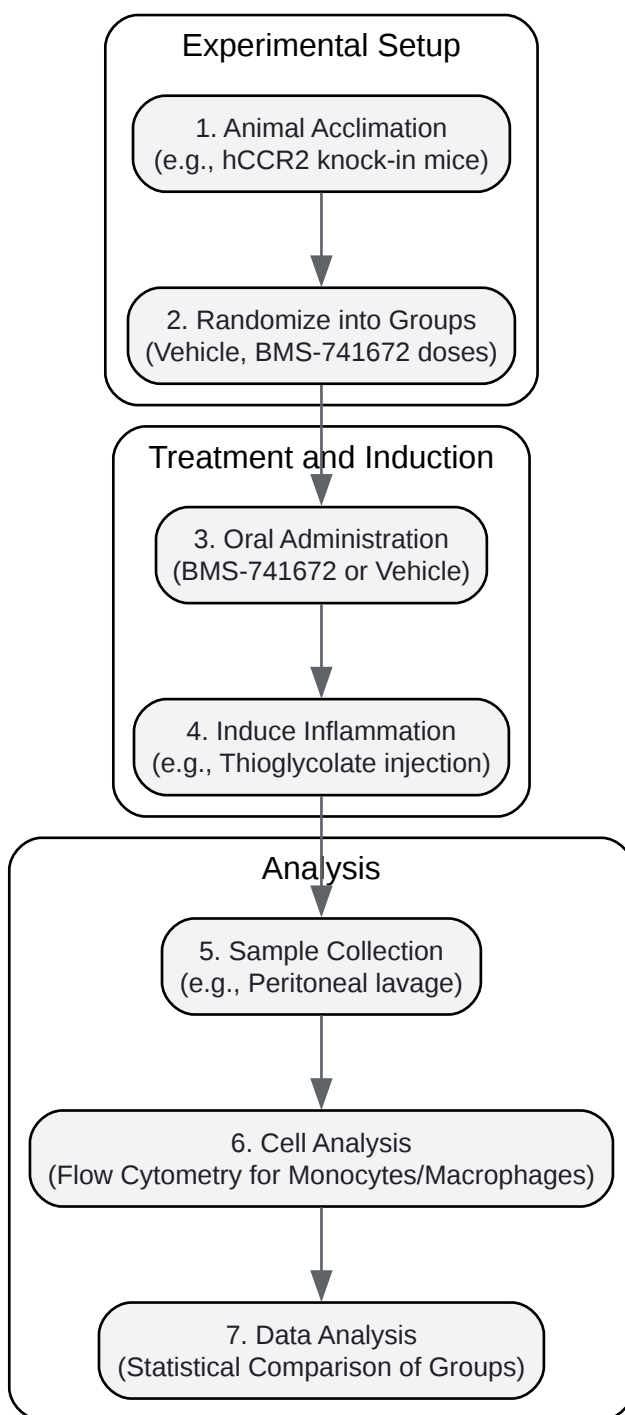 Experimental Setup
1. Animal Acclimation
(e.g., hCCR2 knock-in mice)
2. Randomize into Groups
(Vehicle, BMS-741672 doses)
Treatment and Induction
3. Oral Administration
(BMS-741672 or Vehicle)
4. Induce Inflammation
(e.g., Thioglycolate injection)
Analysis
5. Sample Collection
(e.g., Peritoneal lavage)
6. Cell Analysis
(Flow Cytometry for Monocytes/Macrophages)
7. Data Analysis
(Statistical Comparison of Groups)